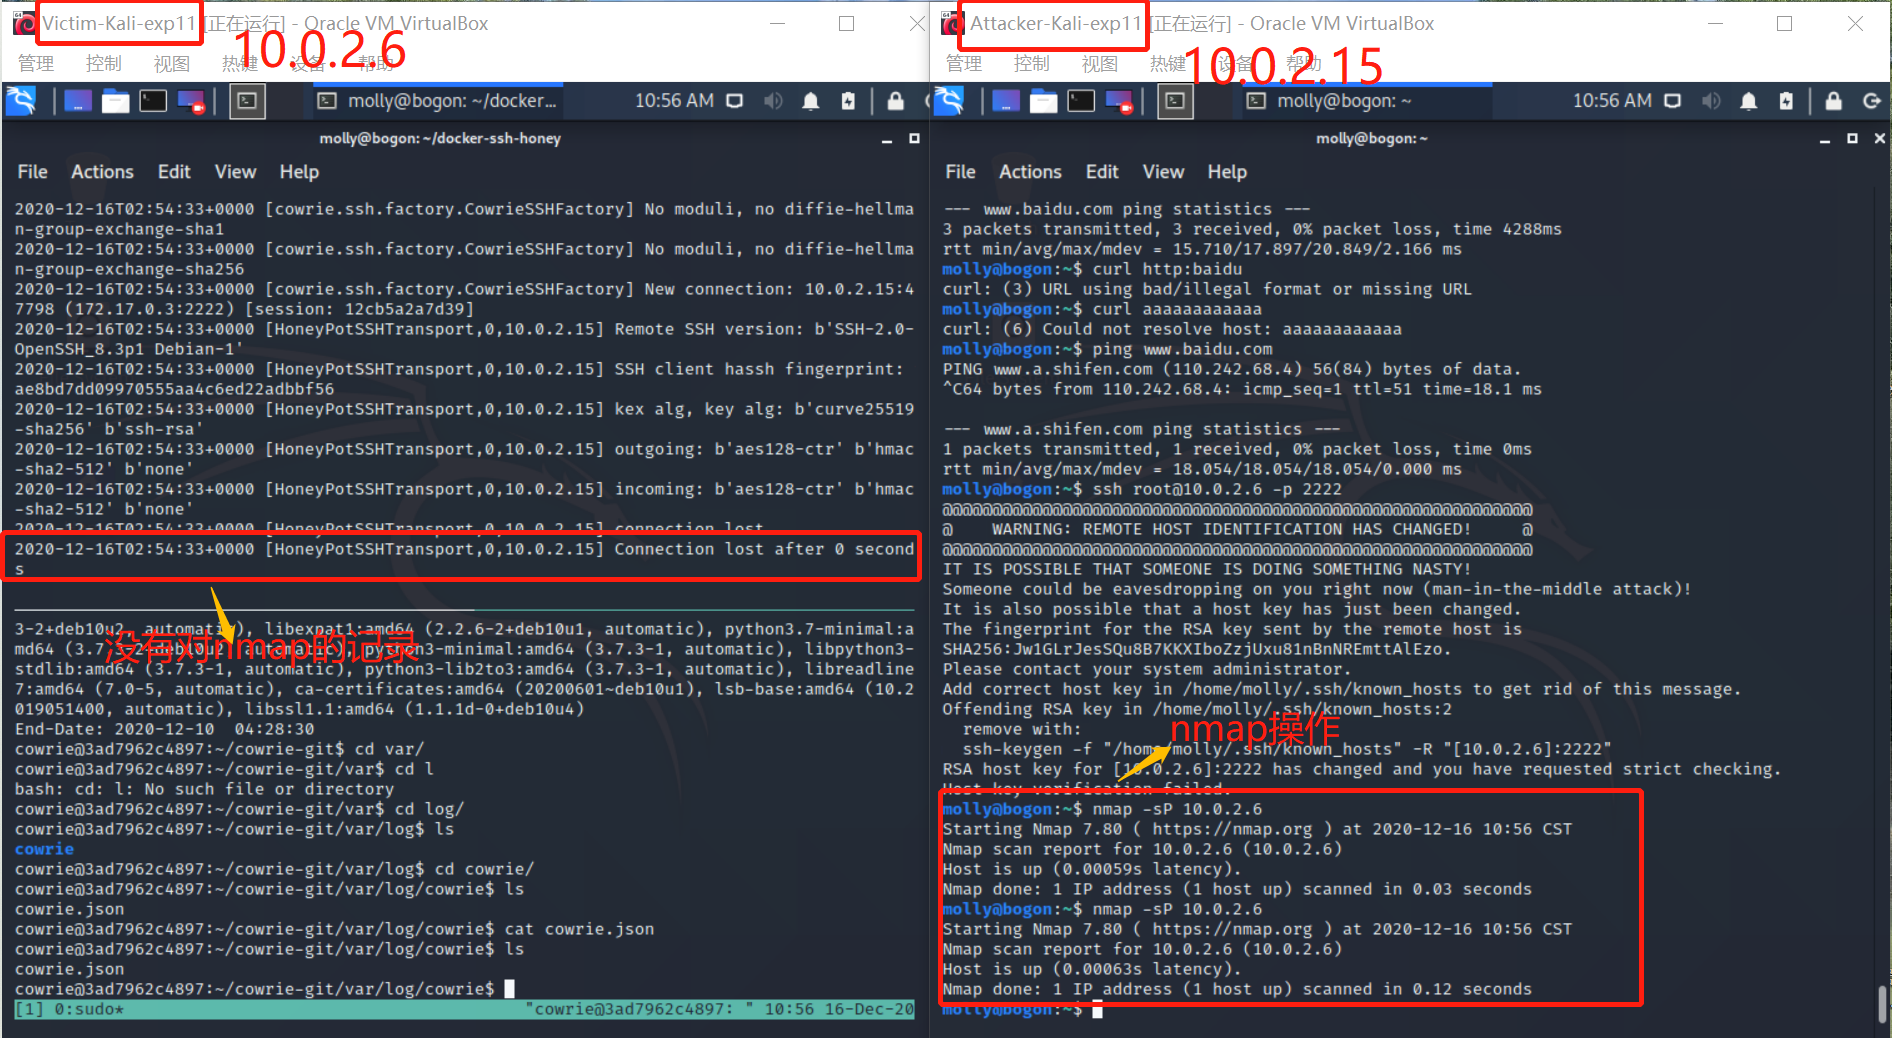 Victim-Kali-exp11 [正在运行] - Oracle VM VirtualBox
10.0.2.6
管理 控制 视图 热键 设备 帮助
molly@bogon: ~/docker... 10:56 AM
molly@bogon: ~/docker-ssh-honey
File Actions Edit View Help
2020-12-16T02:54:33+0000 [cowrie.ssh.factory.CowrieSSHFactory] No moduli, no diffie-hellma
n-group-exchange-sha1
2020-12-16T02:54:33+0000 [cowrie.ssh.factory.CowrieSSHFactory] No moduli, no diffie-hellma
n-group-exchange-sha256
2020-12-16T02:54:33+0000 [cowrie.ssh.factory.CowrieSSHFactory] New connection: 10.0.2.15:4
7798 (172.17.0.3:2222) [session: 12cb5a2a7d39]
2020-12-16T02:54:33+0000 [HoneyPotSSHTransport,0,10.0.2.15] Remote SSH version: b'SSH-2.0-
OpenSSH_8.3p1 Debian-1'
2020-12-16T02:54:33+0000 [HoneyPotSSHTransport,0,10.0.2.15] SSH client hassh fingerprint:
ae8bd7dd09970555aa4c6ed22adbbf56
2020-12-16T02:54:33+0000 [HoneyPotSSHTransport,0,10.0.2.15] kex alg, key alg: b'curve25519
-sha256' b'ssh-rsa'
2020-12-16T02:54:33+0000 [HoneyPotSSHTransport,0,10.0.2.15] outgoing: b'aes128-ctr' b'hmac
-sha2-512' b'none'
2020-12-16T02:54:33+0000 [HoneyPotSSHTransport,0,10.0.2.15] incoming: b'aes128-ctr' b'hmac
-sha2-512' b'none'
2020-12-16T02:54:33+0000 [HoneyPotSSHTransport,0,10.0.2.15] connection lost
2020-12-16T02:54:33+0000 [HoneyPotSSHTransport,0,10.0.2.15] Connection lost after 0 second
s
没有对nmap的记录
3-2+deb10u2, automatic), libexpat1:amd64 (2.2.6-2+deb10u1, automatic), python3.7-minimal:a
md64 (3.7.3-2+deb10u2, automatic), python3-minimal:amd64 (3.7.3-1, automatic), libpython3-
stdlib:amd64 (3.7.3-1, automatic), python3-lib2to3:amd64 (3.7.3-1, automatic), libreadline
7:amd64 (7.0-5, automatic), ca-certificates:amd64 (20200601~deb10u1), lsb-base:amd64 (10.2
019051400, automatic), libssl1.1:amd64 (1.1.1d-0+deb10u4)
End-Date: 2020-12-10  04:28:30
cowrie@3ad7962c4897:~/cowrie-git$ cd var/
cowrie@3ad7962c4897:~/cowrie-git/var$ cd l
bash: cd: l: No such file or directory
cowrie@3ad7962c4897:~/cowrie-git/var$ cd log/
cowrie@3ad7962c4897:~/cowrie-git/var/log$ ls
cowrie
cowrie@3ad7962c4897:~/cowrie-git/var/log$ cd cowrie/
cowrie@3ad7962c4897:~/cowrie-git/var/log/cowrie$ ls
cowrie.json
cowrie@3ad7962c4897:~/cowrie-git/var/log/cowrie$ cat cowrie.json
cowrie@3ad7962c4897:~/cowrie-git/var/log/cowrie$ ls
cowrie.json
cowrie@3ad7962c4897:~/cowrie-git/var/log/cowrie$
[1] 0:sudo* "cowrie@3ad7962c4897: " 10:56 16-Dec-20
Attacker-Kali-exp11 [正在运行] - Oracle VM VirtualBox
10.0.2.15
管理 控制 视图 热键 设备 帮助
molly@bogon: ~ 10:56 AM
molly@bogon: ~
File Actions Edit View Help
--- www.baidu.com ping statistics ---
3 packets transmitted, 3 received, 0% packet loss, time 4288ms
rtt min/avg/max/mdev = 15.710/17.897/20.849/2.166 ms
molly@bogon:~$ curl http:baidu
curl: (3) URL using bad/illegal format or missing URL
molly@bogon:~$ curl aaaaaaaaaaaa
curl: (6) Could not resolve host: aaaaaaaaaaaa
molly@bogon:~$ ping www.baidu.com
PING www.a.shifen.com (110.242.68.4) 56(84) bytes of data.
^C64 bytes from 110.242.68.4: icmp_seq=1 ttl=51 time=18.1 ms
--- www.a.shifen.com ping statistics ---
1 packets transmitted, 1 received, 0% packet loss, time 0ms
rtt min/avg/max/mdev = 18.054/18.054/18.054/0.000 ms
molly@bogon:~$ ssh root@10.0.2.6 -p 2222
@@@@@@@@@@@@@@@@@@@@@@@@@@@@@@@@@@@@@@@@@@@@@@@@@@@@@@@@@@@
@    WARNING: REMOTE HOST IDENTIFICATION HAS CHANGED!     @
@@@@@@@@@@@@@@@@@@@@@@@@@@@@@@@@@@@@@@@@@@@@@@@@@@@@@@@@@@@
IT IS POSSIBLE THAT SOMEONE IS DOING SOMETHING NASTY!
Someone could be eavesdropping on you right now (man-in-the-middle attack)!
It is also possible that a host key has just been changed.
The fingerprint for the RSA key sent by the remote host is
SHA256:Jw1GLrJesSQu8B7KKXIboZzjUxu81nBnNREmttAlEzo.
Please contact your system administrator.
Add correct host key in /home/molly/.ssh/known_hosts to get rid of this message.
Offending RSA key in /home/molly/.ssh/known_hosts:2
nmap操作
remove with:
ssh-keygen -f "/home/molly/.ssh/known_hosts" -R "[10.0.2.6]:2222"
RSA host key for [10.0.2.6]:2222 has changed and you have requested strict checking.
Host key verification failed.
molly@bogon:~$ nmap -sP 10.0.2.6
Starting Nmap 7.80 ( https://nmap.org ) at 2020-12-16 10:56 CST
Nmap scan report for 10.0.2.6 (10.0.2.6)
Host is up (0.00059s latency).
Nmap done: 1 IP address (1 host up) scanned in 0.03 seconds
molly@bogon:~$ nmap -sP 10.0.2.6
Starting Nmap 7.80 ( https://nmap.org ) at 2020-12-16 10:56 CST
Nmap scan report for 10.0.2.6 (10.0.2.6)
Host is up (0.00063s latency).
Nmap done: 1 IP address (1 host up) scanned in 0.12 seconds
molly@bogon:~$